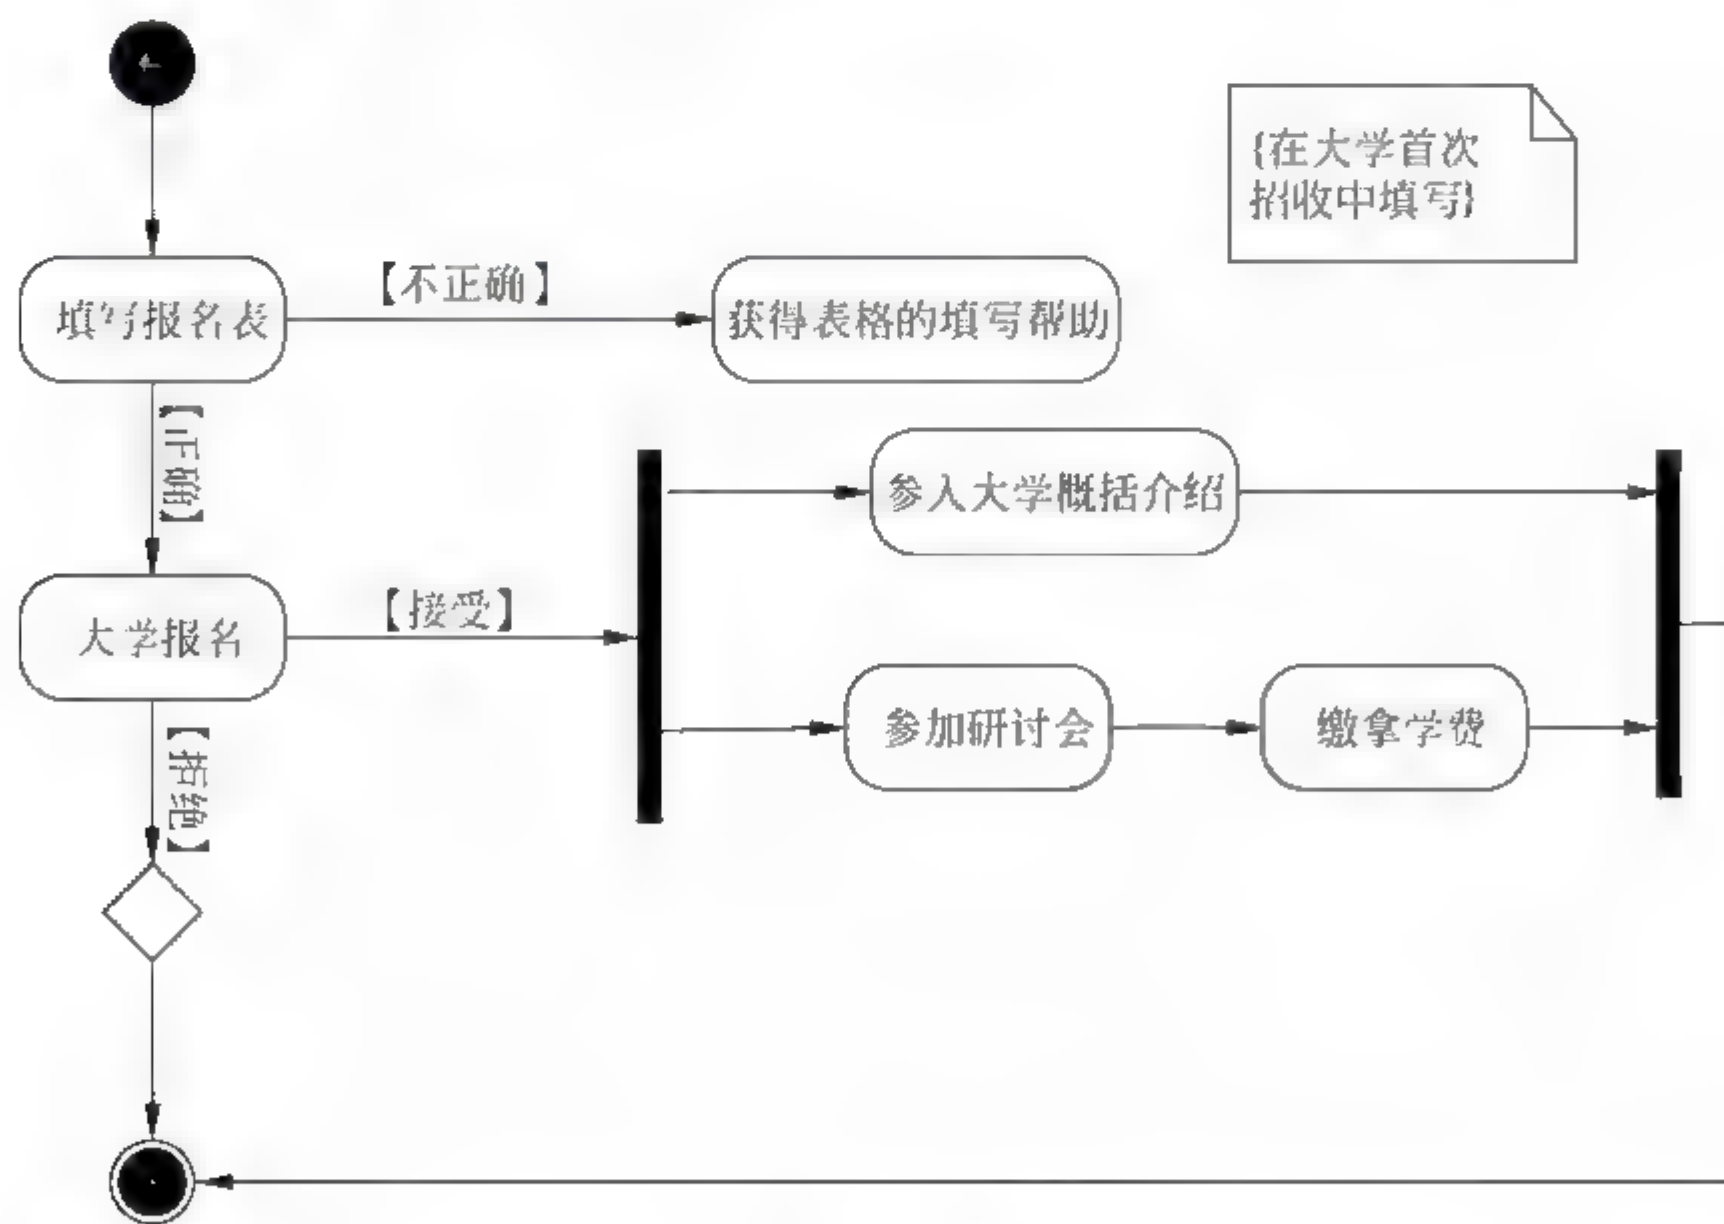 {在大学首次
招收中填写}
填写报名表
【不正确】
获得表格的填写帮助
【正确】
参入大学概括介绍
大学报名
【接受】
参加研讨会
缴拿学费
【拒绝】